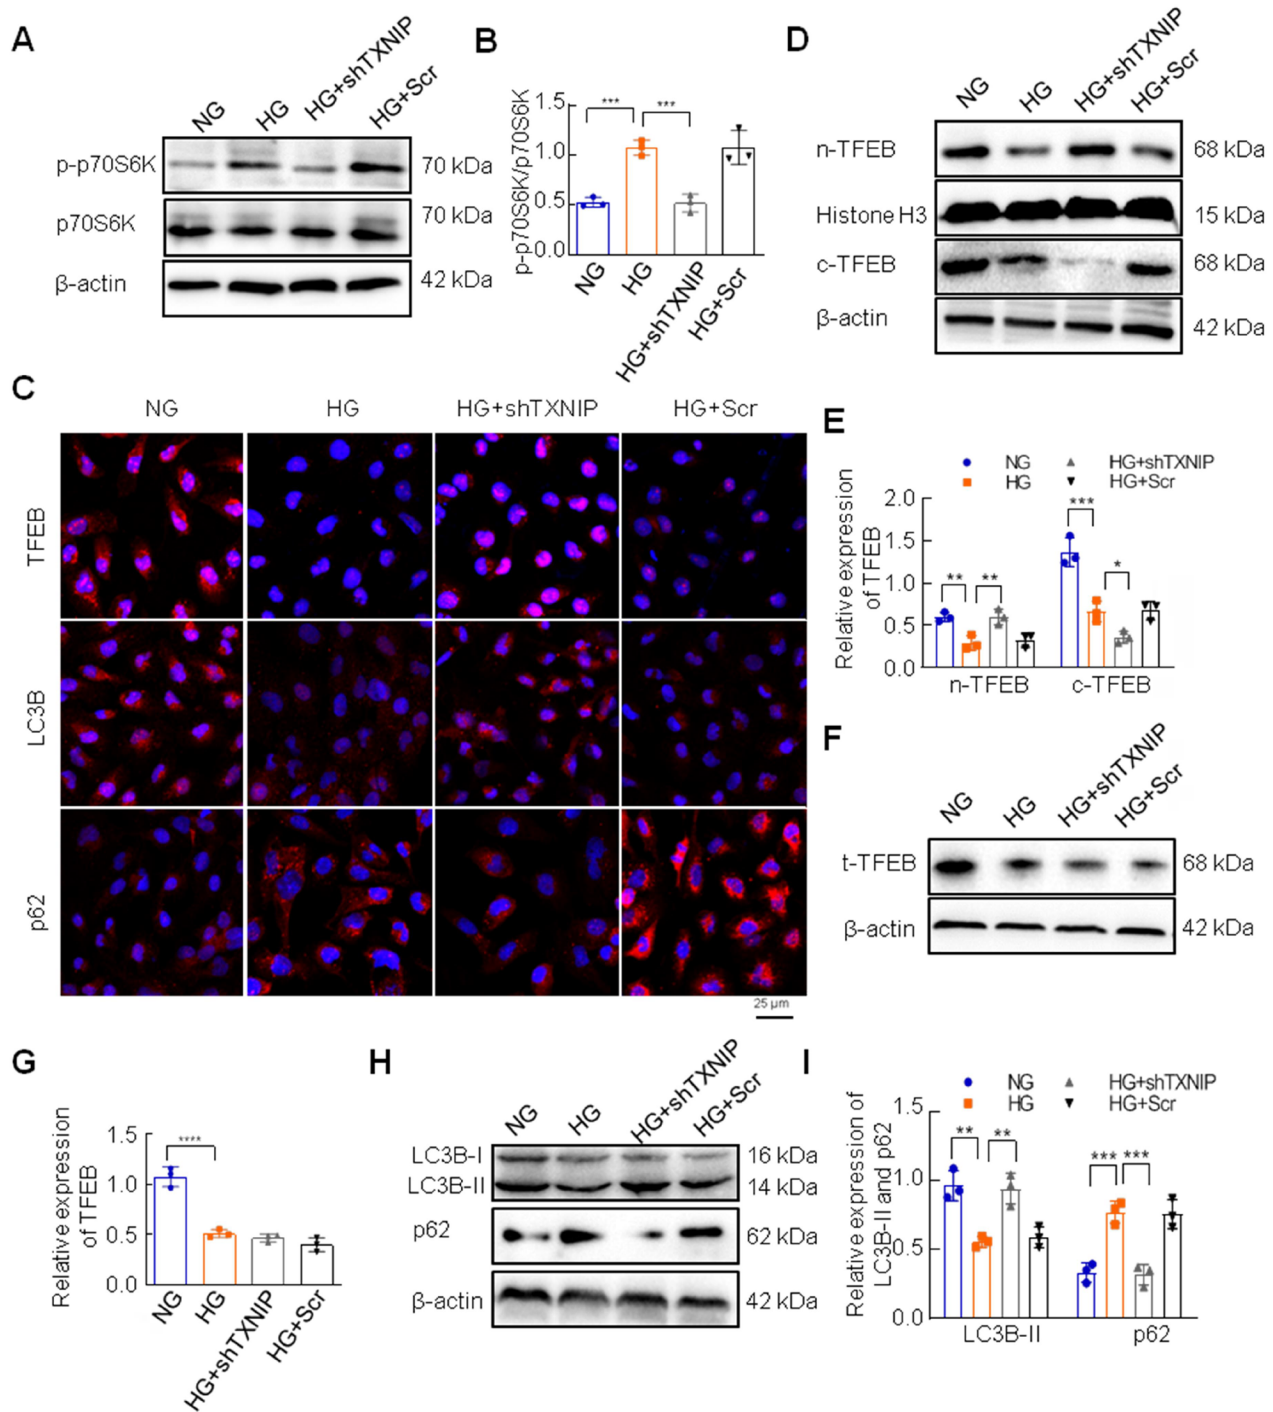 A
NG
HG
HG+shTXNIP
HG+Scr
p-p70S6K
70 kDa
p70S6K
70 kDa
β-actin
42 kDa
B
p-p70S6K/p70S6K
1.5
1.0
0.5
0.0
***
***
NG
HG
HG+shTXNIP
HG+Scr
D
NG
HG
HG+shTXNIP
HG+Scr
n-TFEB
68 kDa
Histone H3
15 kDa
c-TFEB
68 kDa
β-actin
42 kDa
C
NG
HG
HG+shTXNIP
HG+Scr
TFEB
LC3B
p62
25 μm
E
NG
HG+shTXNIP
HG
HG+Scr
Relative expression
of TFEB
2.0
1.5
1.0
0.5
0.0
**
**
***
*
n-TFEB
c-TFEB
F
NG
HG
HG+shTXNIP
HG+Scr
t-TFEB
68 kDa
β-actin
42 kDa
G
Relative expression
of TFEB
1.5
1.0
0.5
0.0
****
NG
HG
HG+shTXNIP
HG+Scr
H
NG
HG
HG+shTXNIP
HG+Scr
LC3B-I
16 kDa
LC3B-II
14 kDa
p62
62 kDa
β-actin
42 kDa
I
NG
HG+shTXNIP
HG
HG+Scr
Relative expression of
LC3B-II and p62
1.5
1.0
0.5
0.0
**
**
***
***
LC3B-II
p62